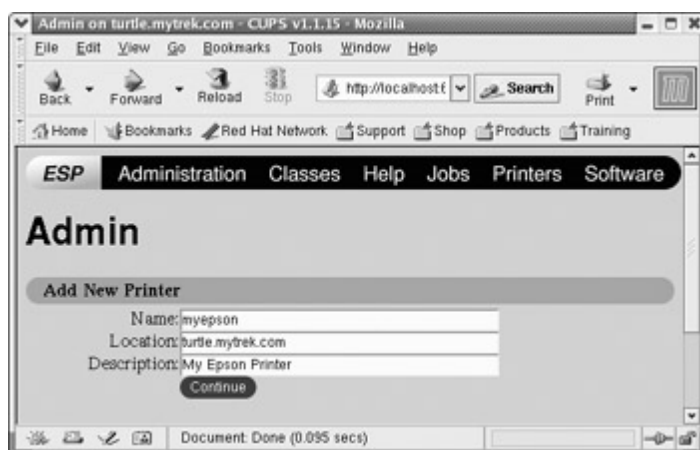 Admin on turtle.mytrek.com - CUPS v1.1.15 - Mozilla
File Edit View Go Bookmarks Tools Window Help
Back Forward Reload Stop http://localhost:6 Search Print
Home Bookmarks Red Hat Network Support Shop Products Training
ESP Administration Classes Help Jobs Printers Software
Admin
Add New Printer
Name: myepson
Location: turtle.mytrek.com
Description: My Epson Printer
Continue
Document: Done (0.095 secs)